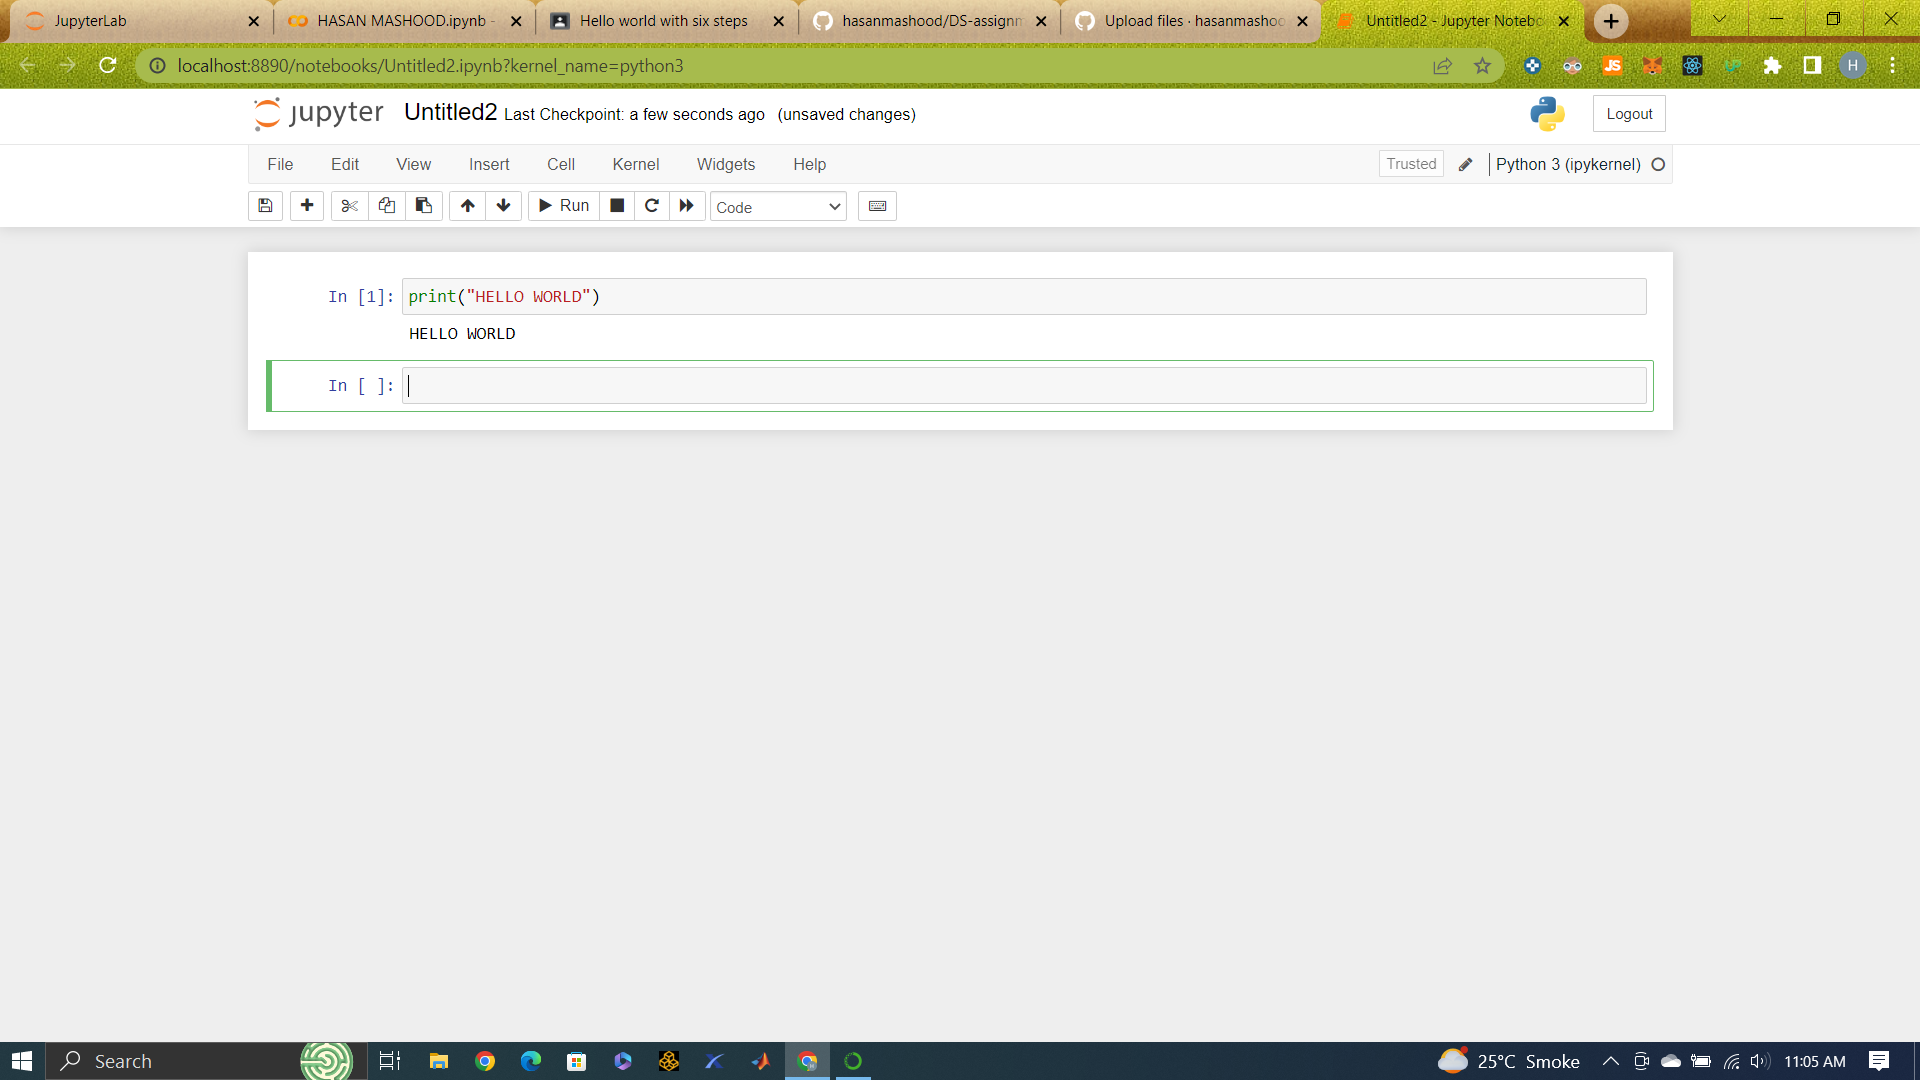 JupyterLab
HASAN MASHOOD.ipynb -
Hello world with six steps
hasanmashood/DS-assignm
Upload files · hasanmashoo
Untitled2 - Jupyter Notebo
localhost:8890/notebooks/Untitled2.ipynb?kernel_name=python3
JS
H
jupyter Untitled2 Last Checkpoint: a few seconds ago (unsaved changes)
Logout
File Edit View Insert Cell Kernel Widgets Help
Trusted Python 3 (ipykernel)
Run Code
In [1]: print("HELLO WORLD")
HELLO WORLD
In [ ]:
Search 25°C Smoke 11:05 AM